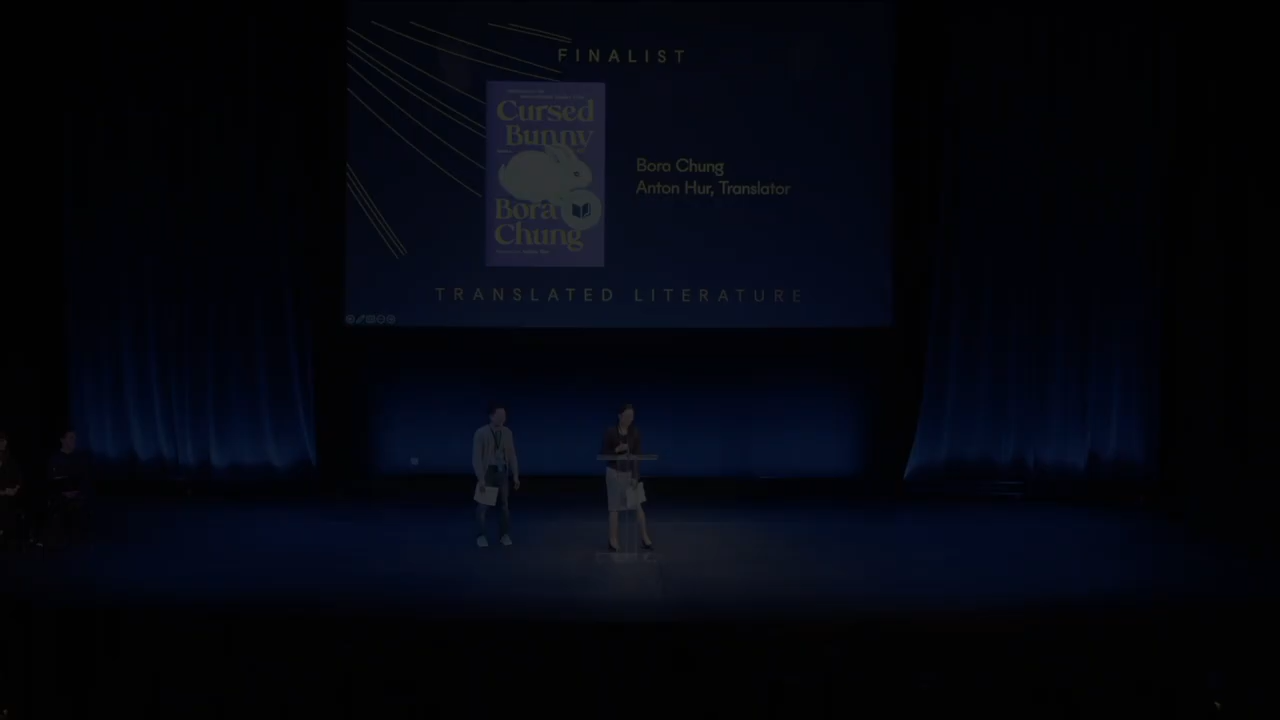 FINALIST
Cursed
Bunny
Bora
Chung
Bora Chung
Anton Hur, Translator
TRANSLATED LITERATURE